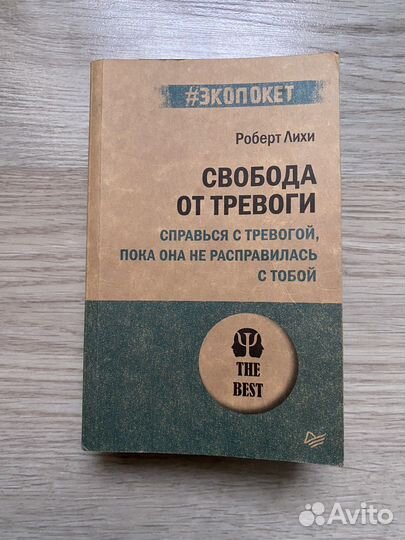 #ЭКОПОКЕТ
Роберт Лихи
СВОБОДА
ОТ ТРЕВОГИ
СПРАВЬСЯ С ТРЕВОГОЙ,
ПОКА ОНА НЕ РАСПРАВИЛАСЬ
С ТОБОЙ
Ψ
THE
BEST
Avito